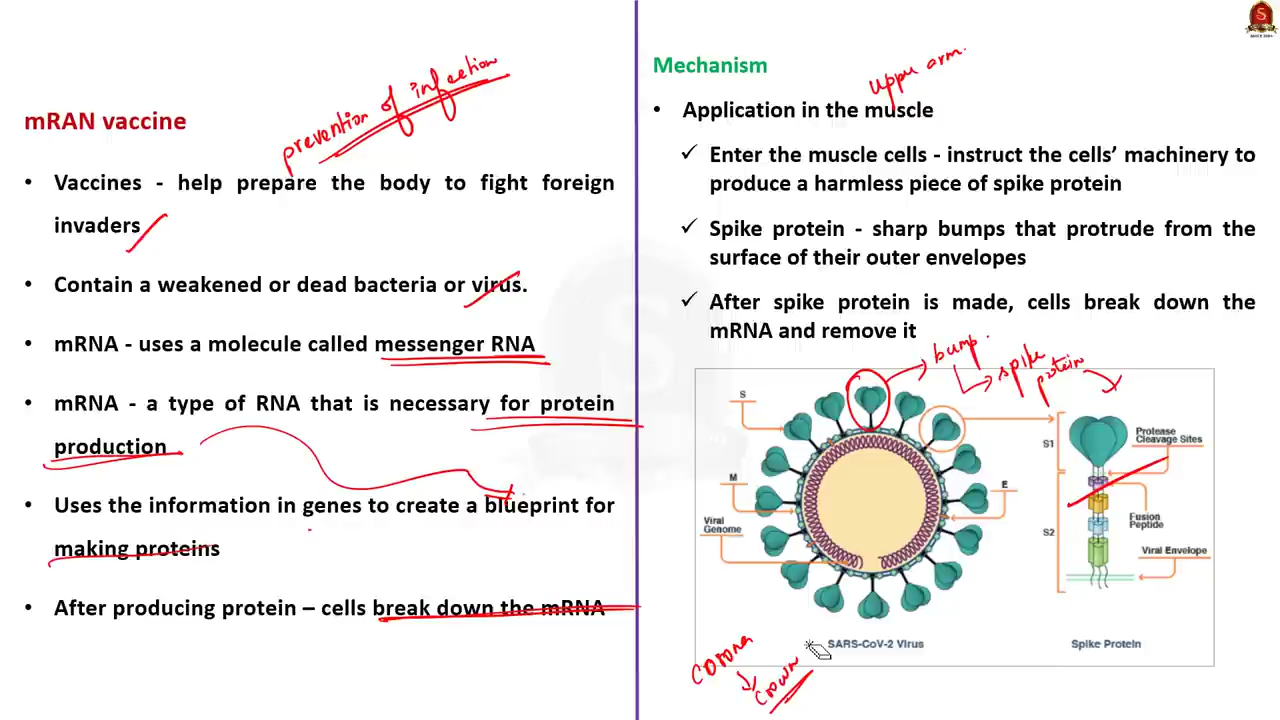 mRAN vaccine
prevention of infection
• Vaccines - help prepare the body to fight foreign
invaders
• Contain a weakened or dead bacteria or virus.
• mRNA - uses a molecule called messenger RNA
• mRNA - a type of RNA that is necessary for protein
production
• Uses the information in genes to create a blueprint for
making proteins
• After producing protein – cells break down the mRNA
Mechanism
upper arm.
• Application in the muscle
✓ Enter the muscle cells - instruct the cells’ machinery to
produce a harmless piece of spike protein
✓ Spike protein - sharp bumps that protrude from the
surface of their outer envelopes
✓ After spike protein is made, cells break down the
mRNA and remove it
bump.
spike
protein
S
M
Viral
Genome
E
SARS-CoV-2 Virus
S1
S2
Protease
Cleavage Sites
Fusion
Peptide
Viral Envelope
Spike Protein
corona
crown
S